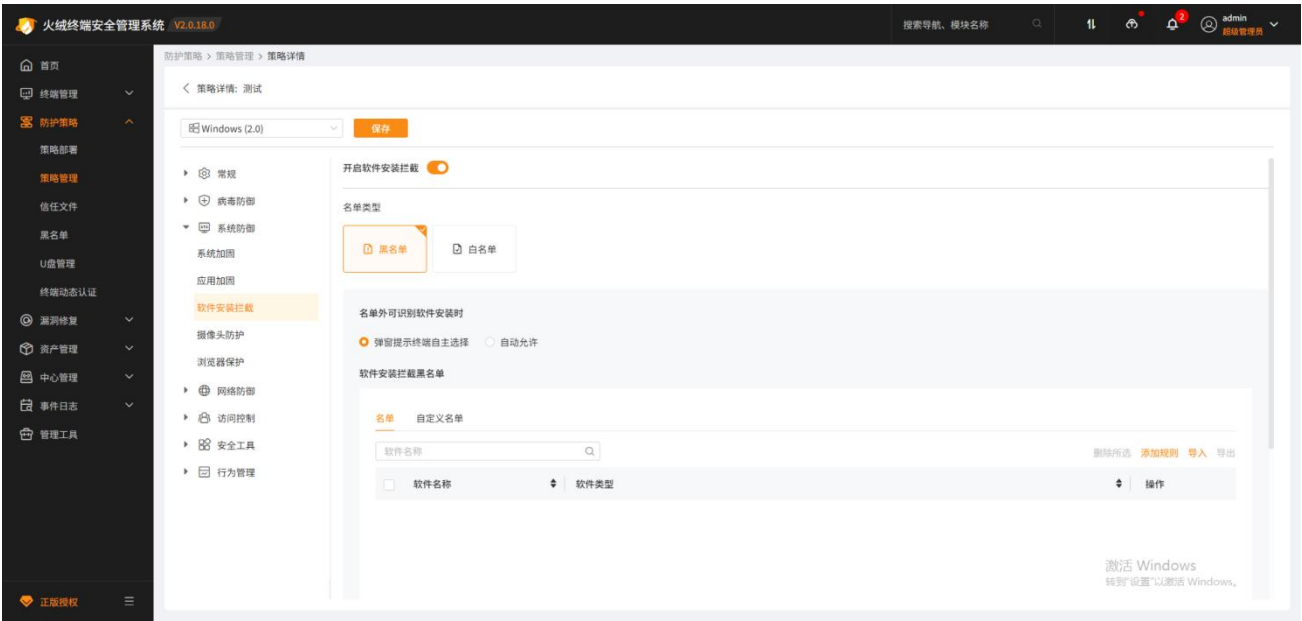 火绒终端安全管理系统 V2.0.18.0
搜索导航、模块名称
2
admin
超级管理员
首页
终端管理
防护策略
策略部署
策略管理
信任文件
黑名单
U盘管理
终端动态认证
漏洞修复
资产管理
中心管理
事件日志
管理工具
正版授权
防护策略 > 策略管理 > 策略详情
策略详情: 测试
Windows (2.0)
保存
常规
病毒防御
系统防御
系统加固
应用加固
软件安装拦截
摄像头防护
浏览器保护
网络防御
访问控制
安全工具
行为管理
开启软件安装拦截
名单类型
黑名单 白名单
名单外可识别软件安装时
弹窗提示终端自主选择 自动允许
软件安装拦截黑名单
名单 自定义名单
软件名称
删除所选 添加规则 导入 导出
软件名称 软件类型 操作
激活 Windows
转到"设置"以激活 Windows。